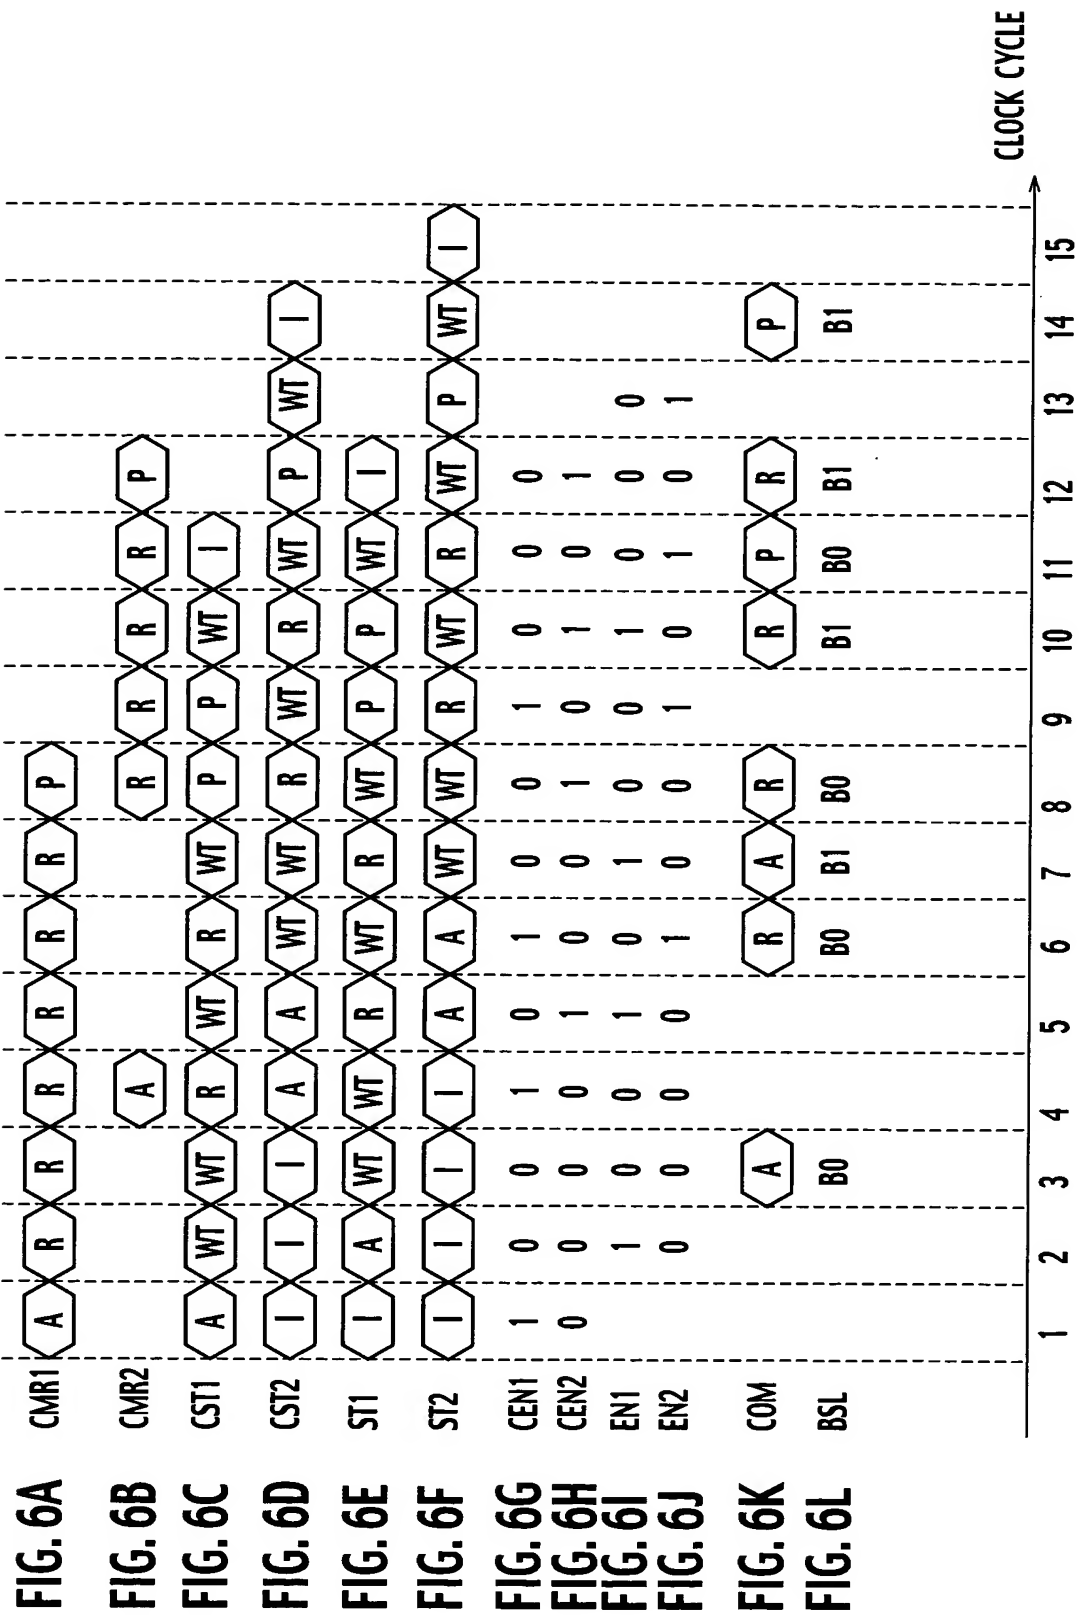 FIG. 6A CMR1 A R R R R R R P
FIG. 6B CMR2 A R R R R P
FIG. 6C CST1 A WT WT R WT R WT P P WT I
FIG. 6D CST2 I I I A A WT WT R WT R WT P WT I
FIG. 6E ST1 I A WT WT R WT R WT P P WT I
FIG. 6F ST2 I I I I A A WT WT R WT R WT P WT I
FIG. 6G CEN1 1 0 0 1 0 1 0 0 1 0 0 0
FIG. 6H CEN2 0 0 0 0 1 0 0 1 0 1 0 1
FIG. 6I EN1 1 0 0 1 0 1 0 0 1 0 0 0
FIG. 6J EN2 0 0 0 0 1 0 0 1 0 1 0 1
FIG. 6K COM A R A R R P R P
FIG. 6L BSL B0 B0 B1 B0 B1 B0 B1 B1
1 2 3 4 5 6 7 8 9 10 11 12 13 14 15
CLOCK CYCLE